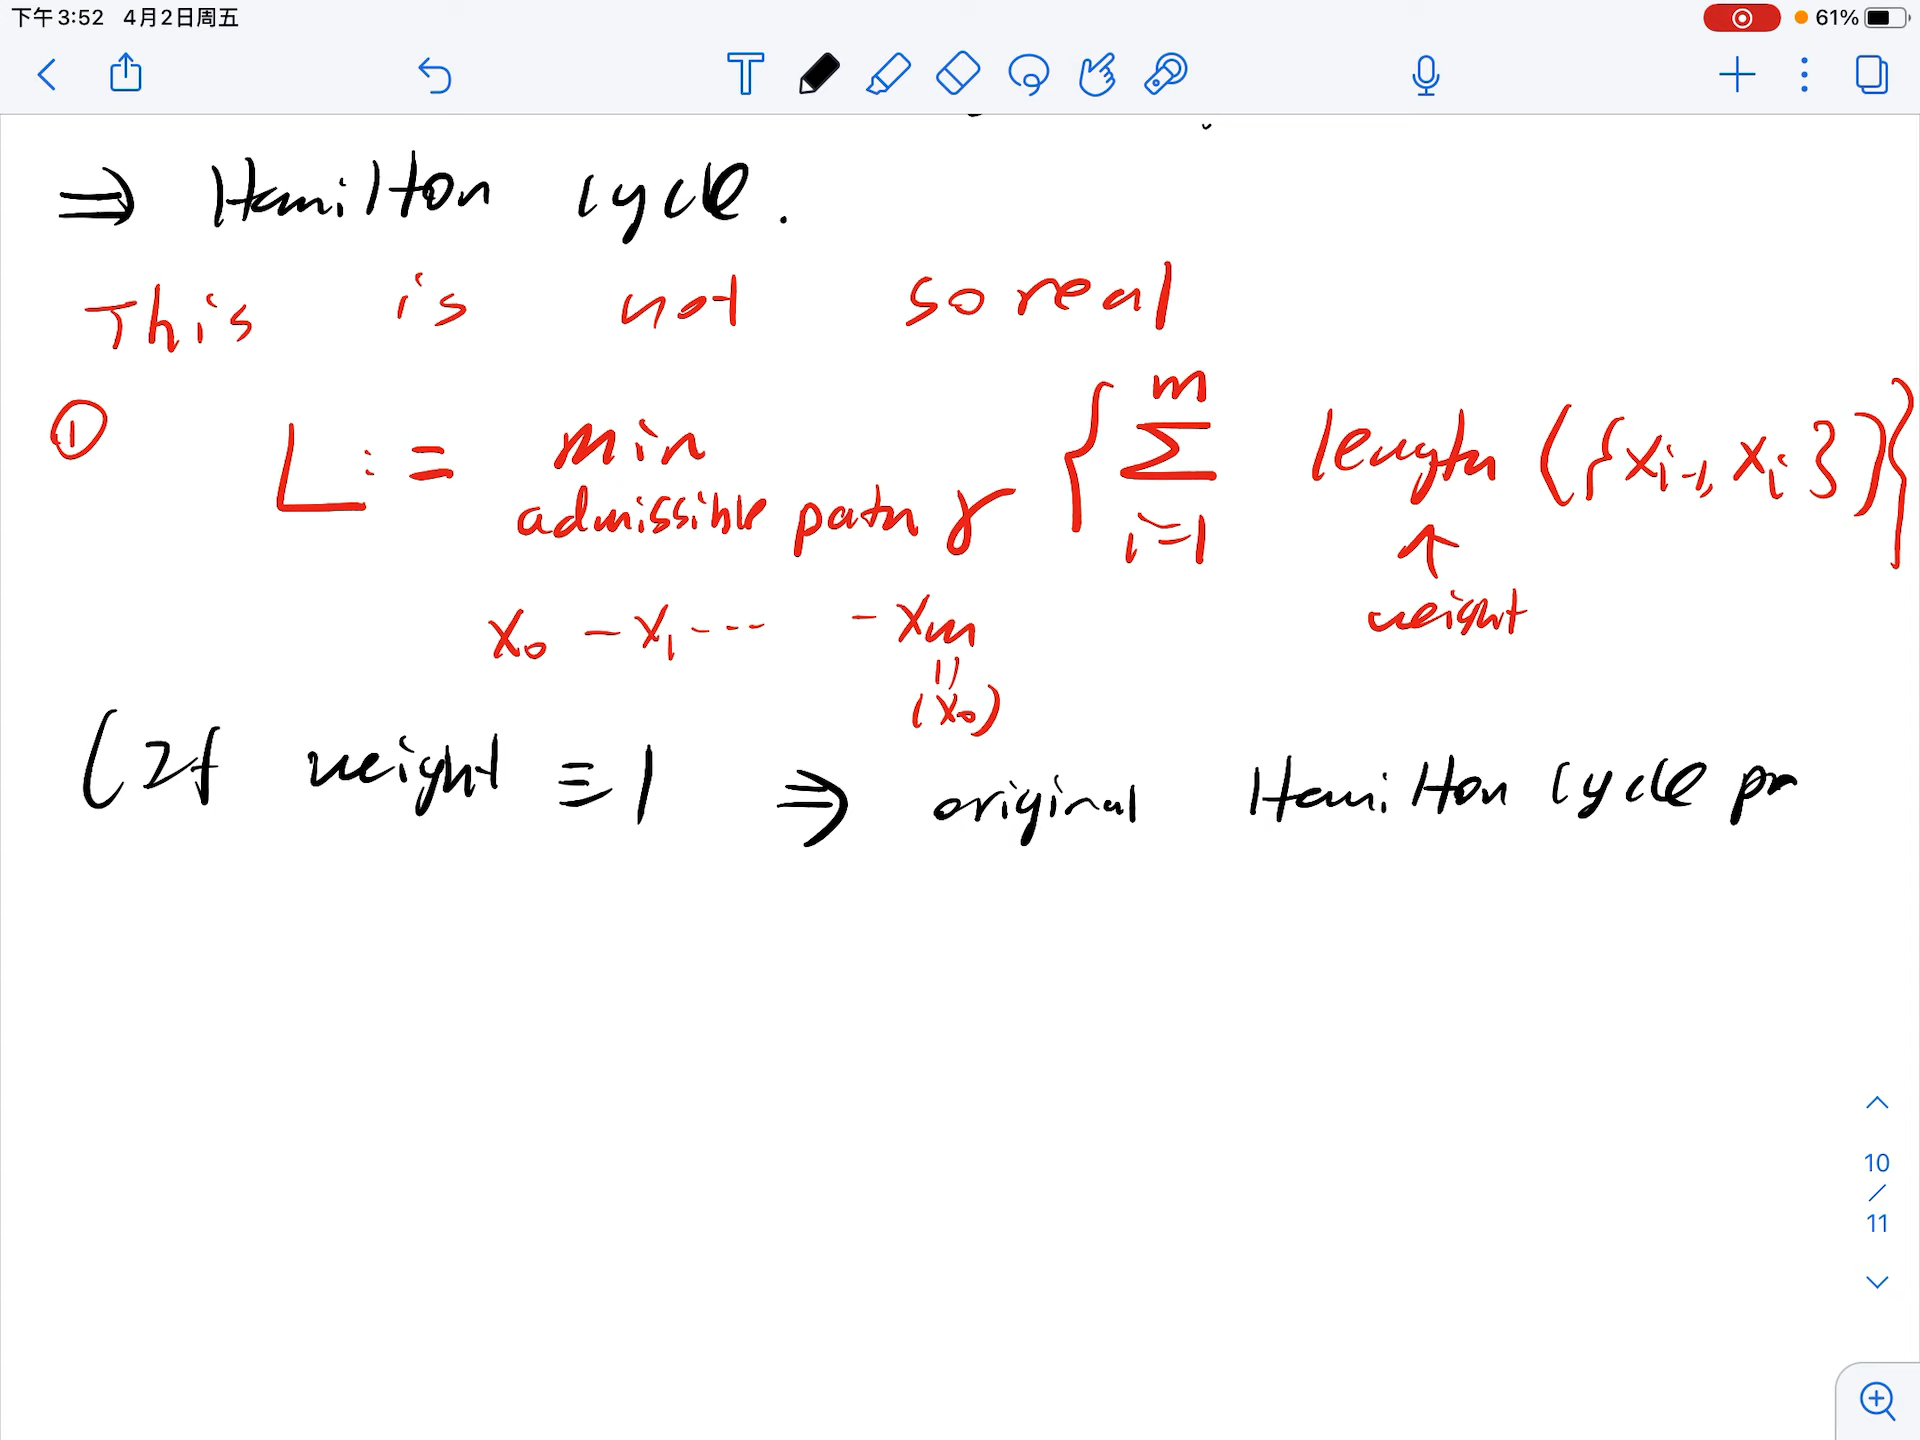 下午3:52 4月2日周五 61%
⇒ Hamilton cycle.
This is not so real
① L := min { ∑ length ({x_{i-1}, x_i}) }
m
admissible path γ
i=1
↑
weight
x_0 - x_1 ... - x_m
=
(x_0)
(If weight ≡ 1 ⇒ original Hamilton cycle pr
10
/
11